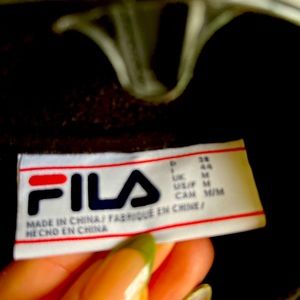 FILA
D 38
I 44
UK M
US/F M
CAN M/M
MADE IN CHINA/ FABRIQUÉ EN CHINE/
HECHO EN CHINA